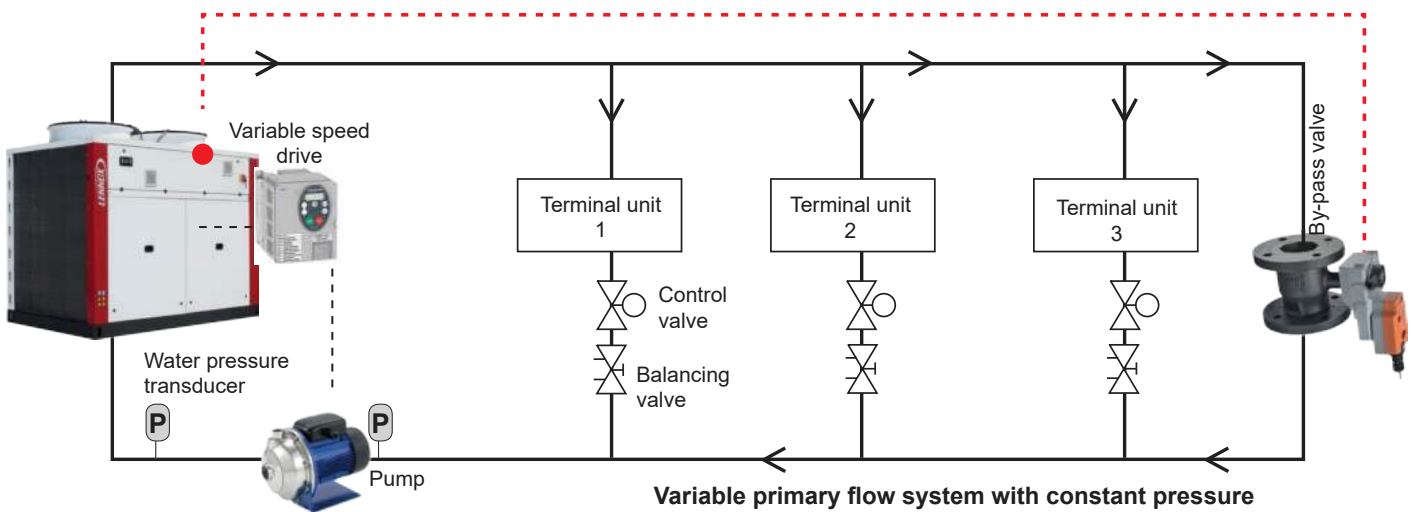 Variable speed
drive
LENNOX
Terminal unit
1
Terminal unit
2
Terminal unit
3
By-pass valve
Control
valve
Water pressure
transducer
Balancing
valve
P
P
Pump
Variable primary flow system with constant pressure